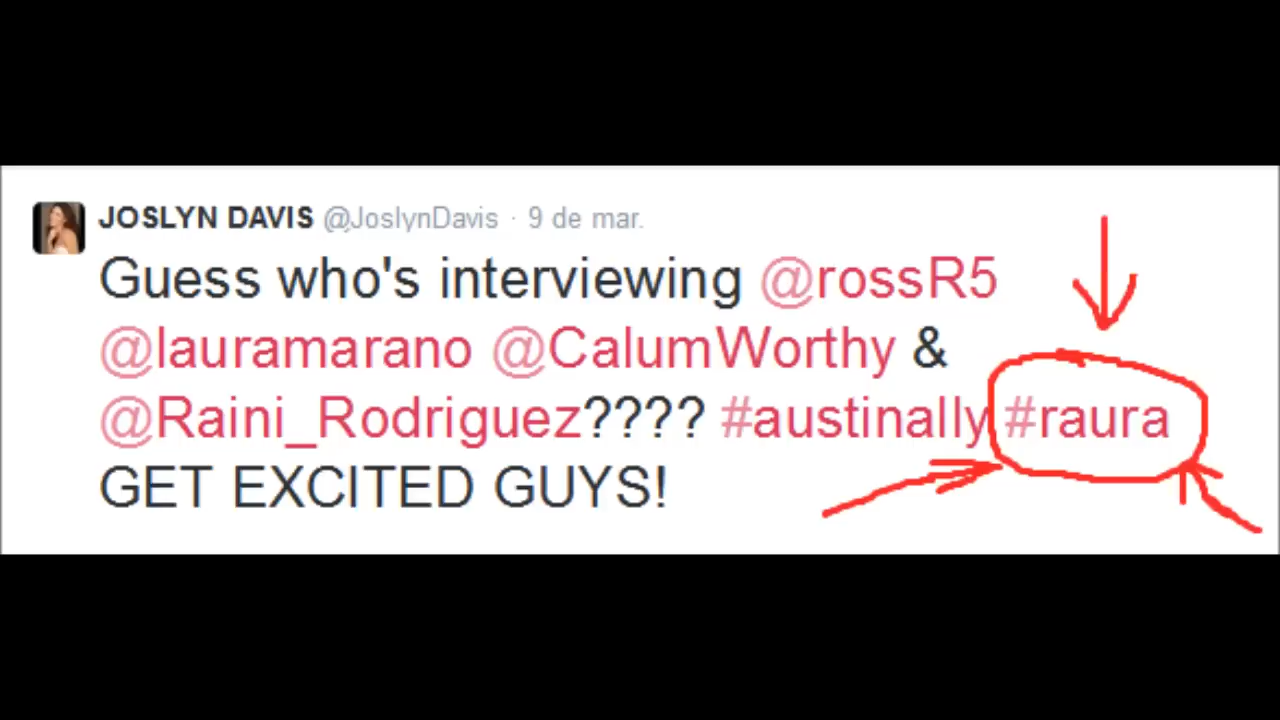 JOSLYN DAVIS @JoslynDavis · 9 de mar.
Guess who's interviewing @rossR5
@lauramarano @CalumWorthy &
@Raini_Rodriguez???? #austinally #raura
GET EXCITED GUYS!